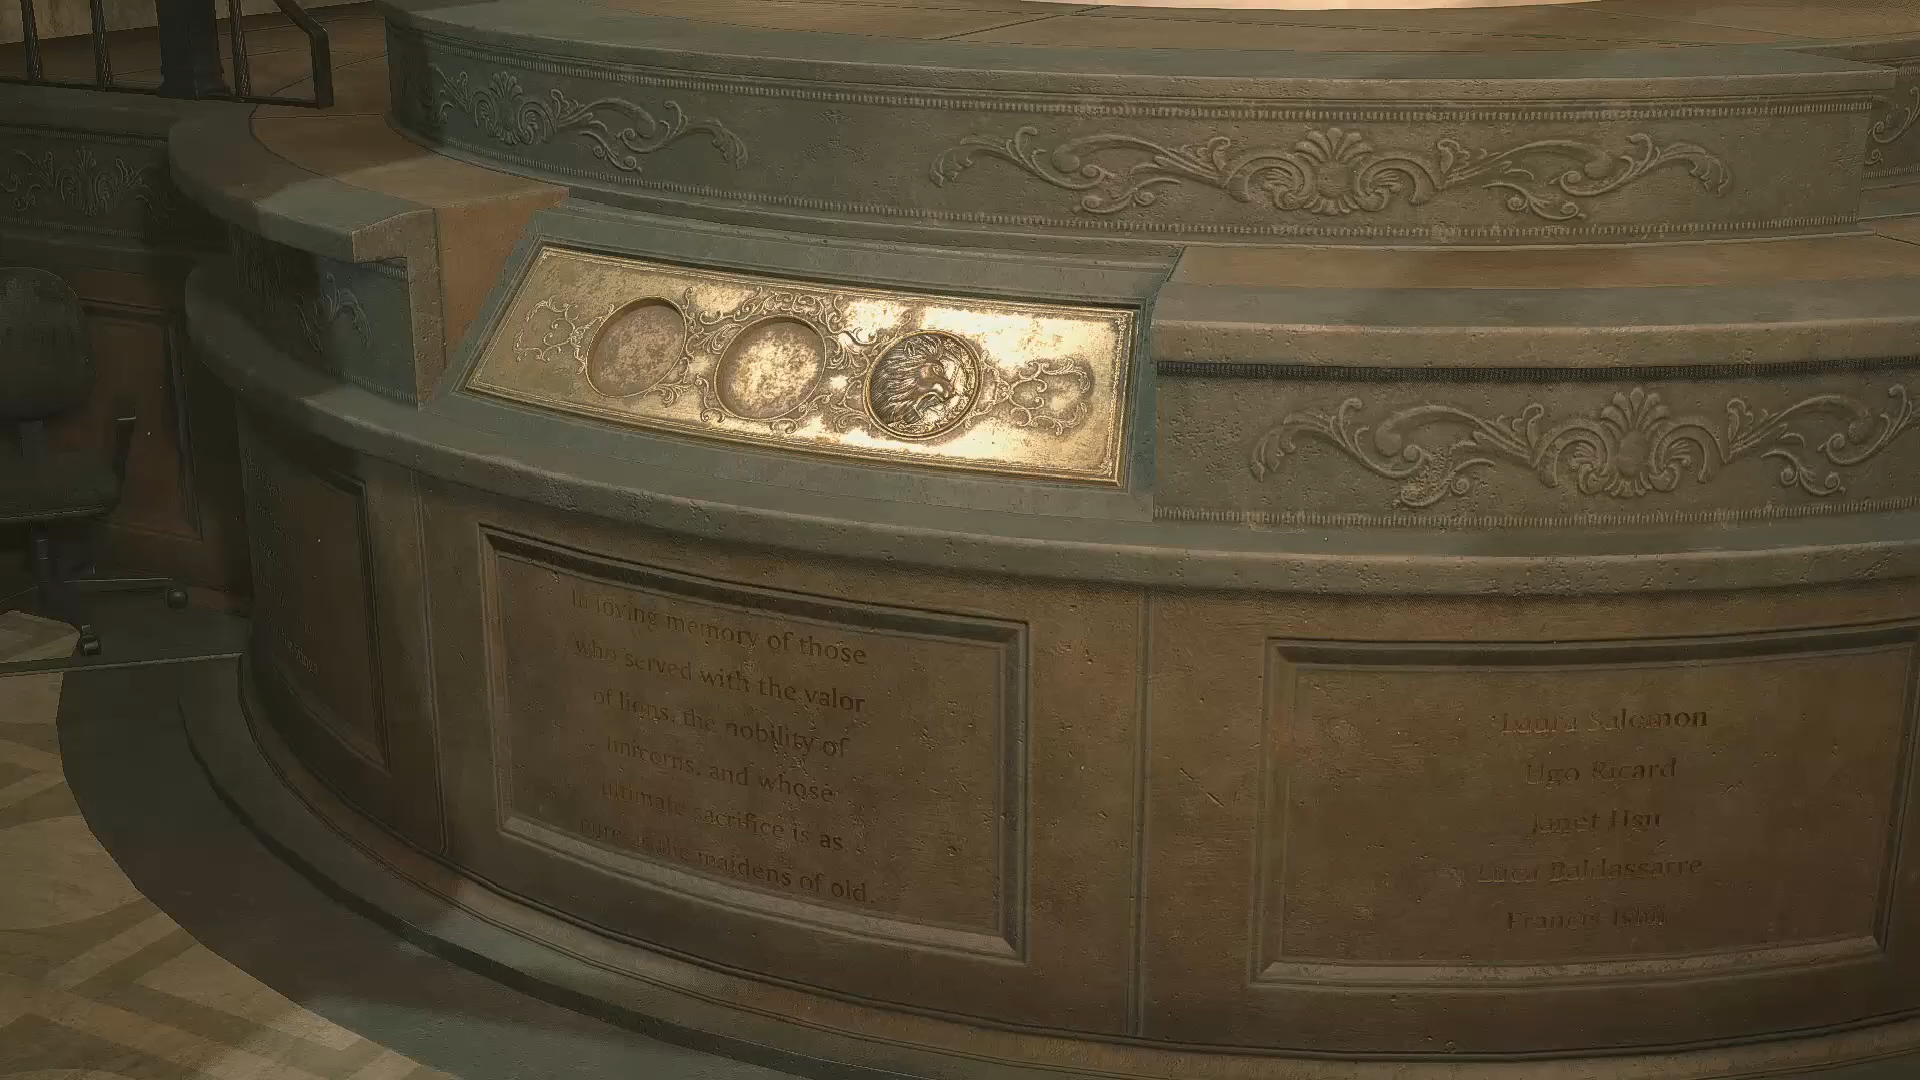 In loving memory of those
who served with the valor
of lions, the nobility of
unicorns, and whose
ultimate sacrifice is as
pure as the maidens of old.
Laura Salomon
Ugo Ricard
Janet Hsu
Luca Baldassarre
Francis